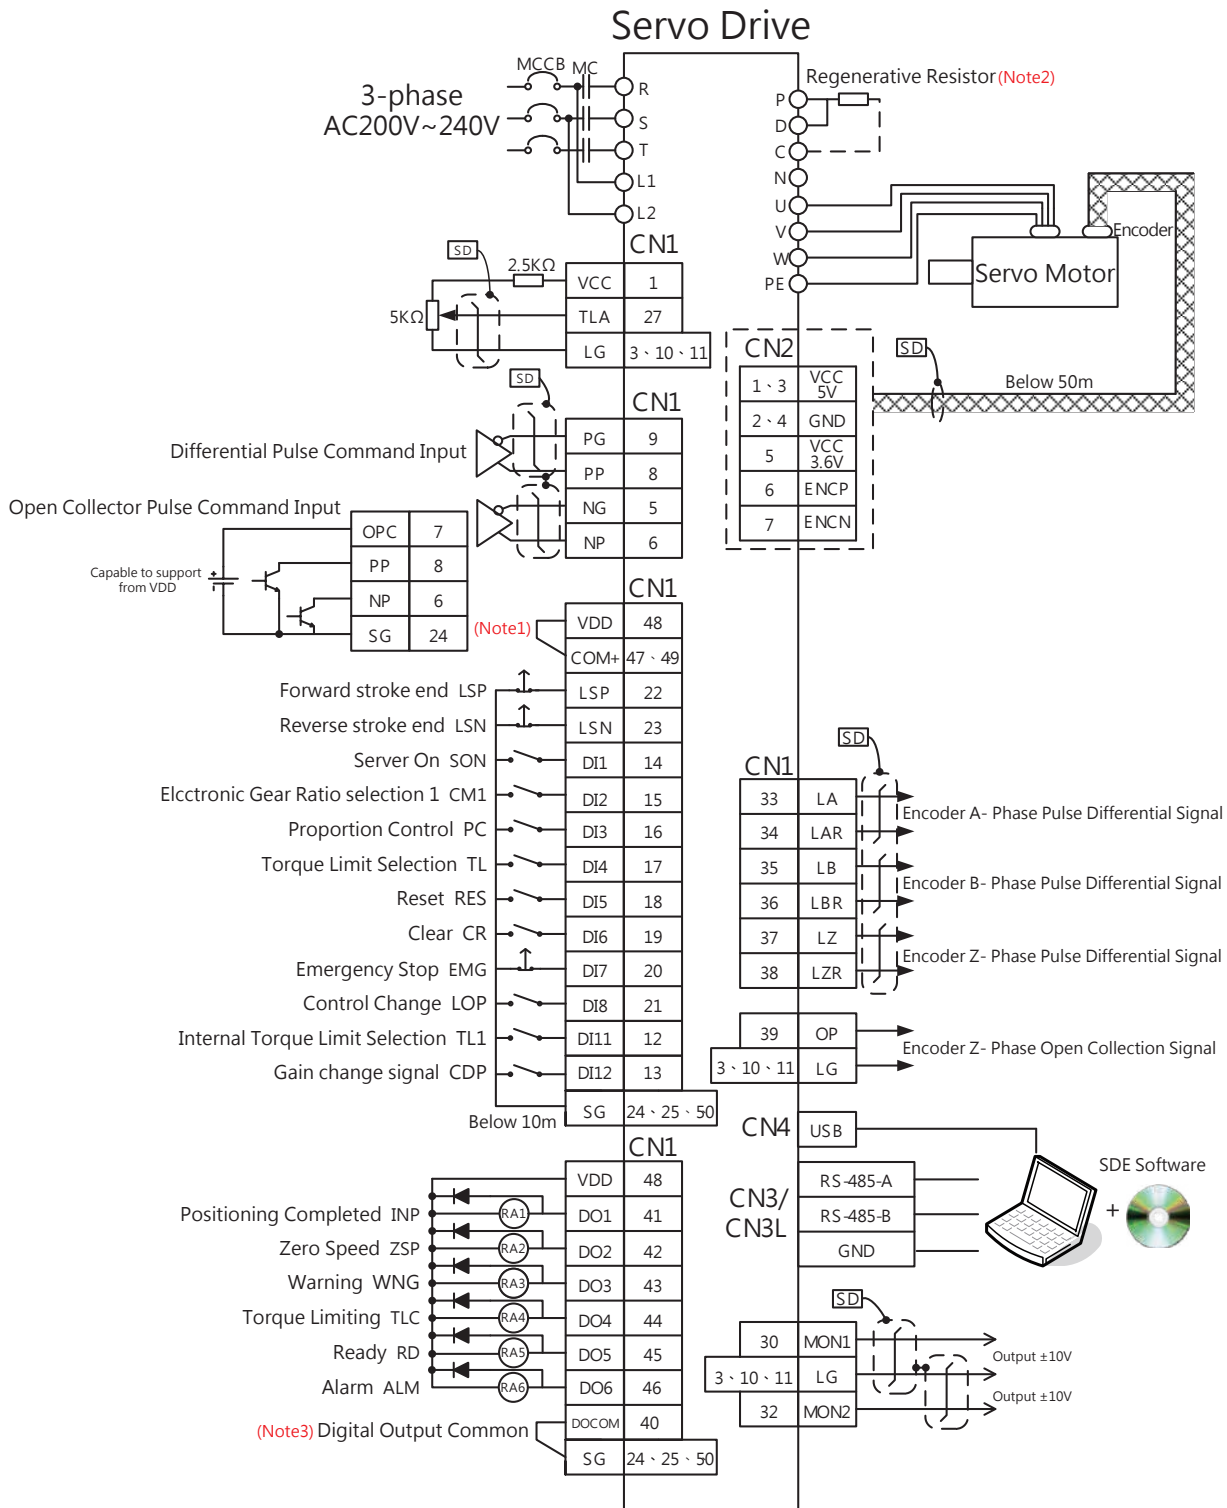 Servo Drive
MCCB
MC
3-phase
AC200V~240V
R
S
T
L1
L2
Regenerative Resistor(Note2)
P
D
C
N
U
V
W
PE
Encoder
Servo Motor
CN1
SD
2.5KΩ
5KΩ
VCC 1
TLA 27
LG 3、10、11
CN2
1、3 VCC 5V
2、4 GND
5 VCC 3.6V
6 ENCP
7 ENCN
SD
Below 50m
SD
CN1
Differential Pulse Command Input
PG 9
PP 8
NG 5
NP 6
Open Collector Pulse Command Input
Capable to support
from VDD
OPC 7
PP 8
NP 6
SG 24
CN1
(Note1)
VDD 48
COM+ 47、49
Forward stroke end LSP LSP 22
Reverse stroke end LSN LSN 23
Server On SON DI1 14
Elcctronic Gear Ratio selection 1 CM1 DI2 15
Proportion Control PC DI3 16
Torque Limit Selection TL DI4 17
Reset RES DI5 18
Clear CR DI6 19
Emergency Stop EMG DI7 20
Control Change LOP DI8 21
Internal Torque Limit Selection TL1 DI11 12
Gain change signal CDP DI12 13
Below 10m SG 24、25、50
SD
CN1
33 LA
34 LAR
Encoder A- Phase Pulse Differential Signal
35 LB
36 LBR
Encoder B- Phase Pulse Differential Signal
37 LZ
38 LZR
Encoder Z- Phase Pulse Differential Signal
39 OP
3、10、11 LG
Encoder Z- Phase Open Collection Signal
CN4 USB
CN3/
CN3L
RS-485-A
RS-485-B
GND
SDE Software
+
CN1
VDD 48
Positioning Completed INP RA1 DO1 41
Zero Speed ZSP RA2 DO2 42
Warning WNG RA3 DO3 43
Torque Limiting TLC RA4 DO4 44
Ready RD RA5 DO5 45
Alarm ALM RA6 DO6 46
(Note3) Digital Output Common DOCOM 40
SG 24、25、50
SD
30 MON1
Output ±10V
3、10、11 LG
Output ±10V
32 MON2